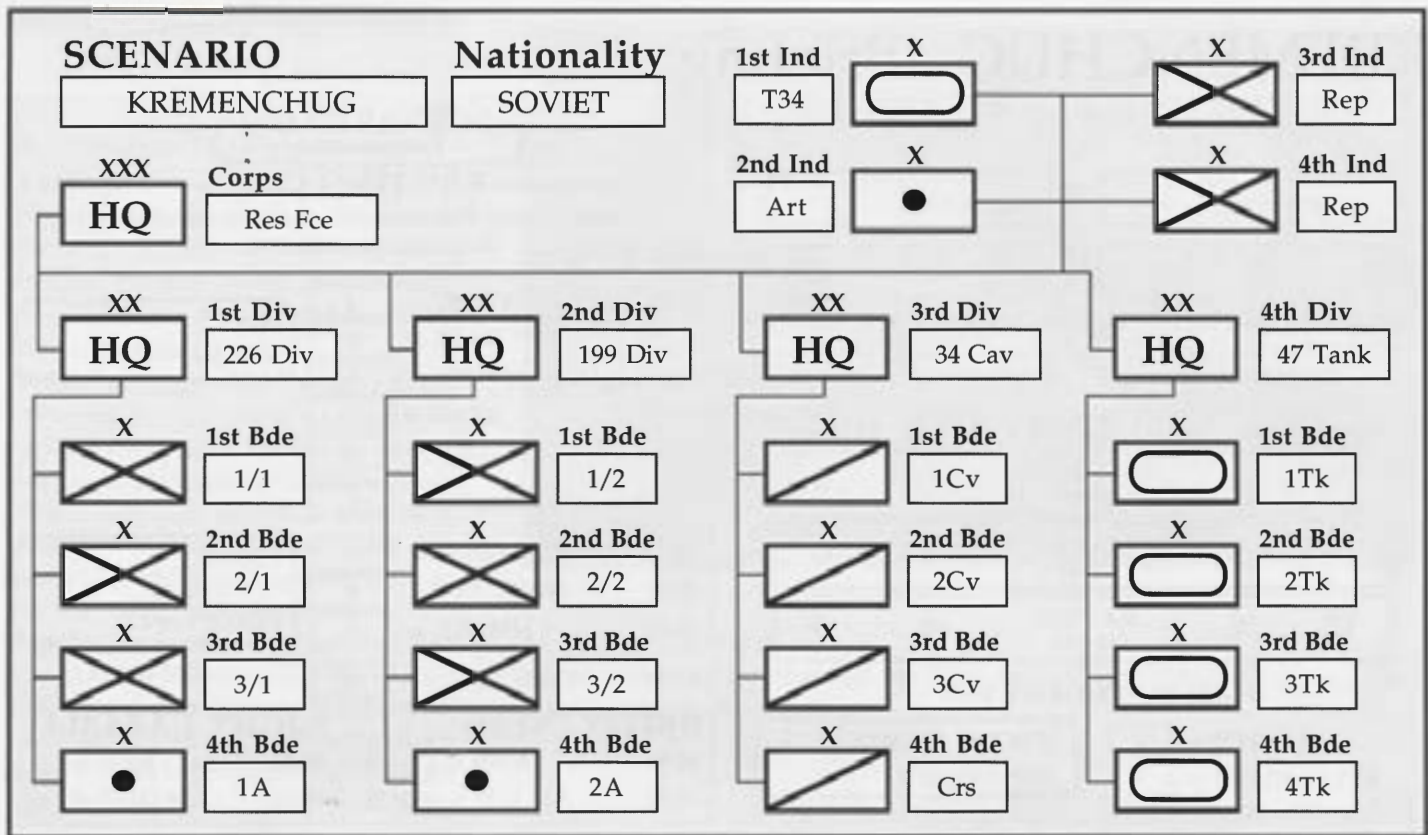 SCENARIO Nationality
KREMENCHUG SOVIET
1st Ind X X 3rd Ind
T34 Rep
2nd Ind X X 4th Ind
Art Rep
XXX Corps
HQ Res Fce
XX 1st Div XX 2nd Div XX 3rd Div XX 4th Div
HQ 226 Div HQ 199 Div HQ 34 Cav HQ 47 Tank
X 1st Bde X 1st Bde X 1st Bde X 1st Bde
1/1 1/2 1Cv 1Tk
X 2nd Bde X 2nd Bde X 2nd Bde X 2nd Bde
2/1 2/2 2Cv 2Tk
X 3rd Bde X 3rd Bde X 3rd Bde X 3rd Bde
3/1 3/2 3Cv 3Tk
X 4th Bde X 4th Bde X 4th Bde X 4th Bde
1A 2A Crs 4Tk